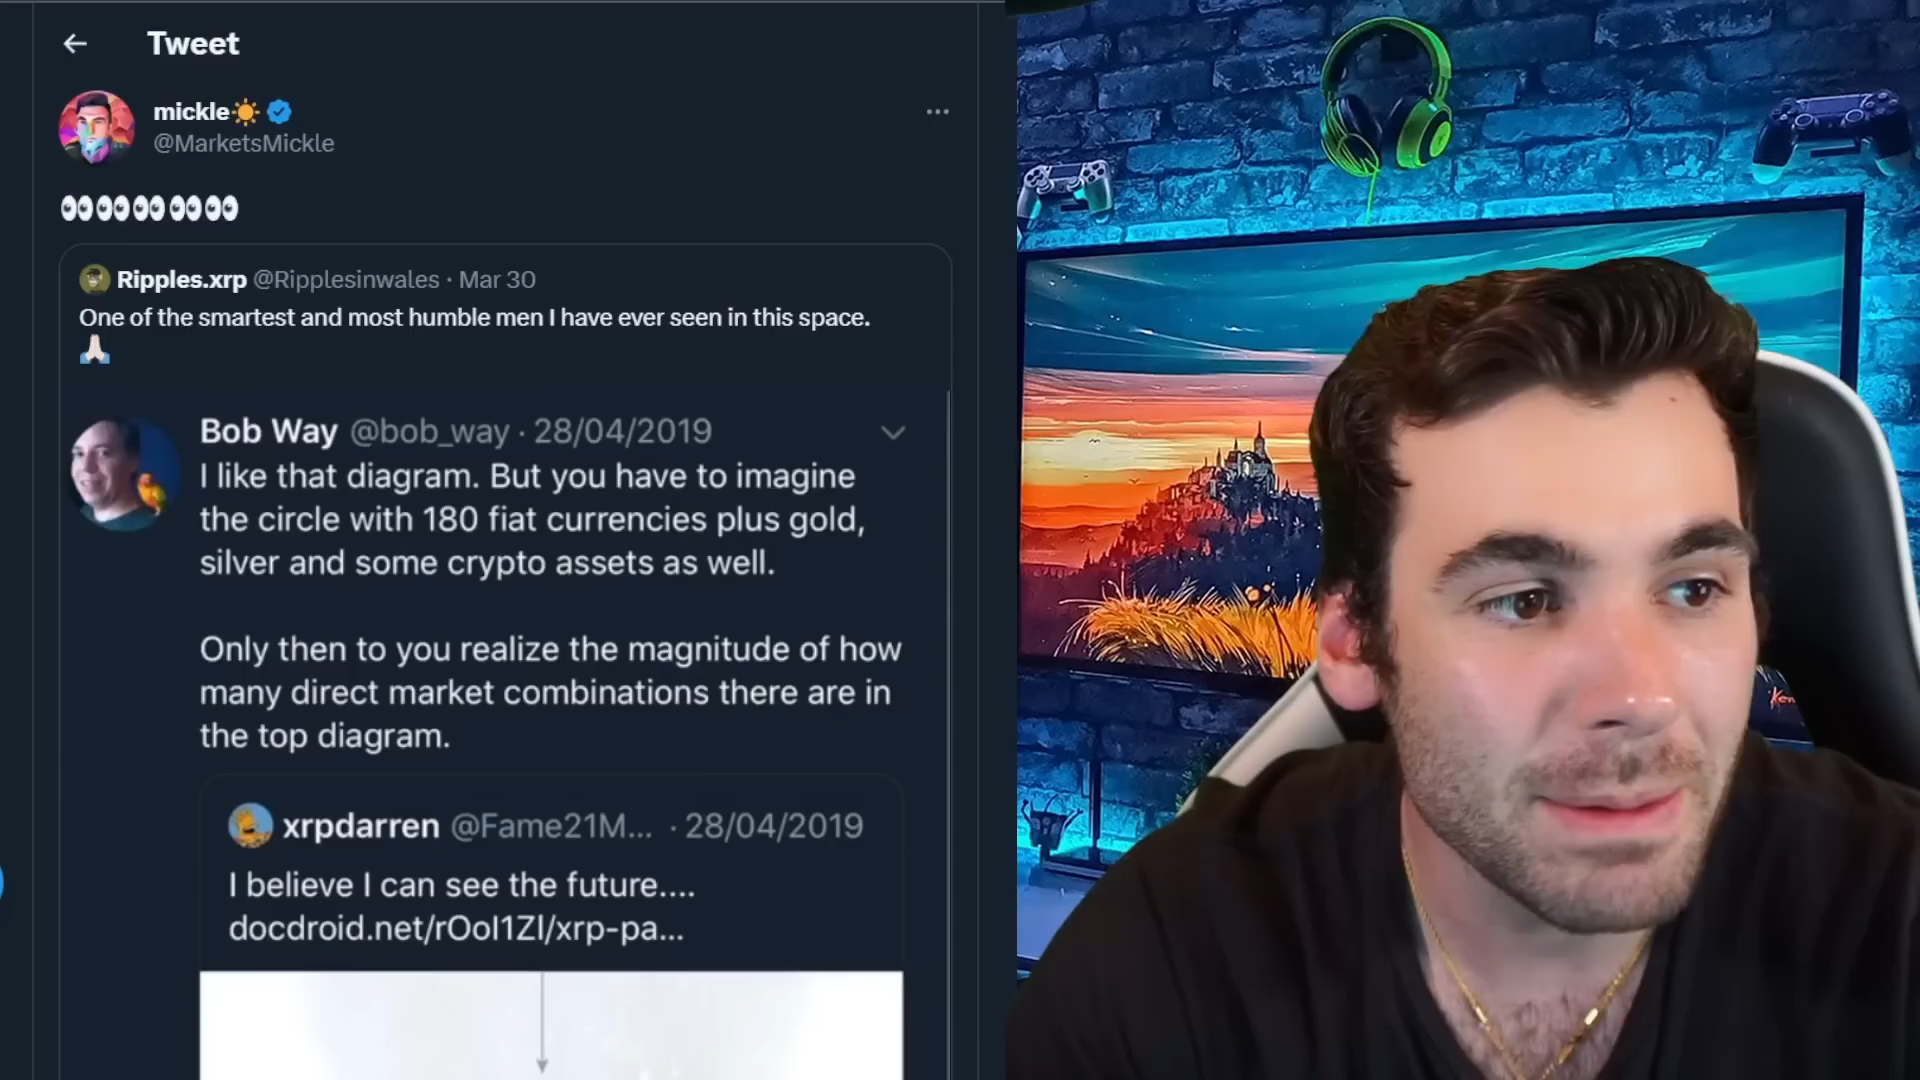 Tweet
mickle
@MarketsMickle
Ripples.xrp @Ripplesinwales · Mar 30
One of the smartest and most humble men I have ever seen in this space.
Bob Way @bob_way · 28/04/2019
I like that diagram. But you have to imagine
the circle with 180 fiat currencies plus gold,
silver and some crypto assets as well.
Only then to you realize the magnitude of how
many direct market combinations there are in
the top diagram.
xrpdarren @Fame21M... · 28/04/2019
I believe I can see the future....
docdroid.net/rOoI1ZI/xrp-pa...